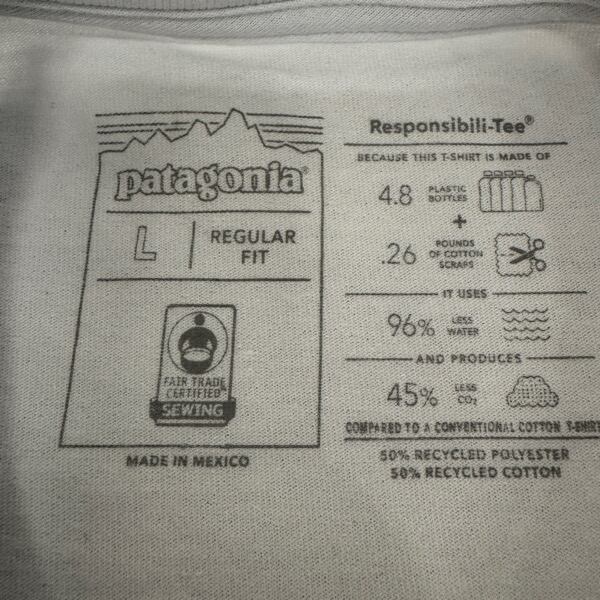 patagonia®
L
REGULAR
FIT
FAIR TRADE
CERTIFIED™
SEWING
MADE IN MEXICO
Responsibili-Tee®
BECAUSE THIS T-SHIRT IS MADE OF
4.8 PLASTIC
BOTTLES
+
.26 POUNDS
OF COTTON
SCRAPS
IT USES
96% LESS
WATER
AND PRODUCES
45% LESS
CO₂
COMPARED TO A CONVENTIONAL COTTON T-SHIRT
50% RECYCLED POLYESTER
50% RECYCLED COTTON